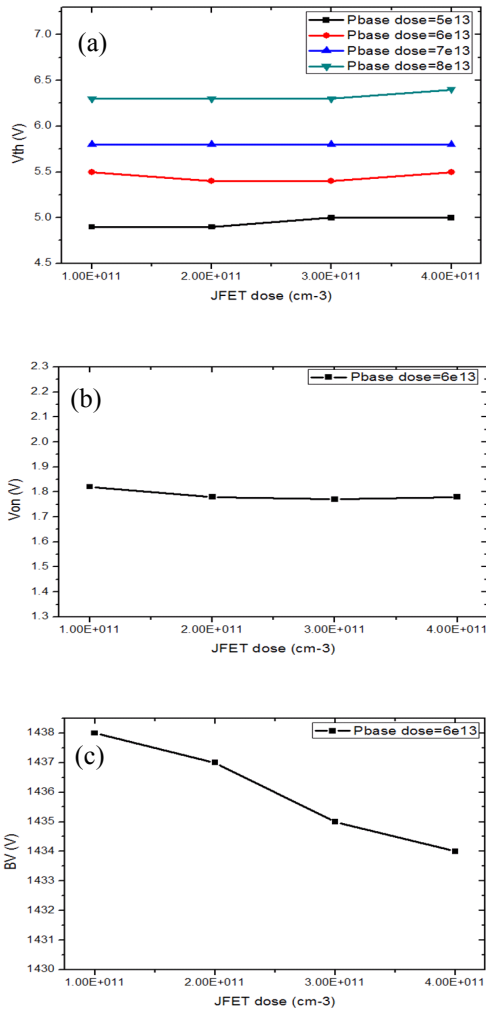 (a)
Pbase dose=5e13
Pbase dose=6e13
Pbase dose=7e13
Pbase dose=8e13
7.0
6.5
6.0
5.5
5.0
4.5
Vth (V)
1.00E+011 2.00E+011 3.00E+011 4.00E+011
JFET dose (cm-3)
(b)
Pbase dose=6e13
2.3
2.2
2.1
2.0
1.9
1.8
1.7
1.6
1.5
1.4
1.3
Von (V)
1.00E+011 2.00E+011 3.00E+011 4.00E+011
JFET dose (cm-3)
(c)
Pbase dose=6e13
1438
1437
1436
1435
1434
1433
1432
1431
1430
BV (V)
1.00E+011 2.00E+011 3.00E+011 4.00E+011
JFET dose (cm-3)